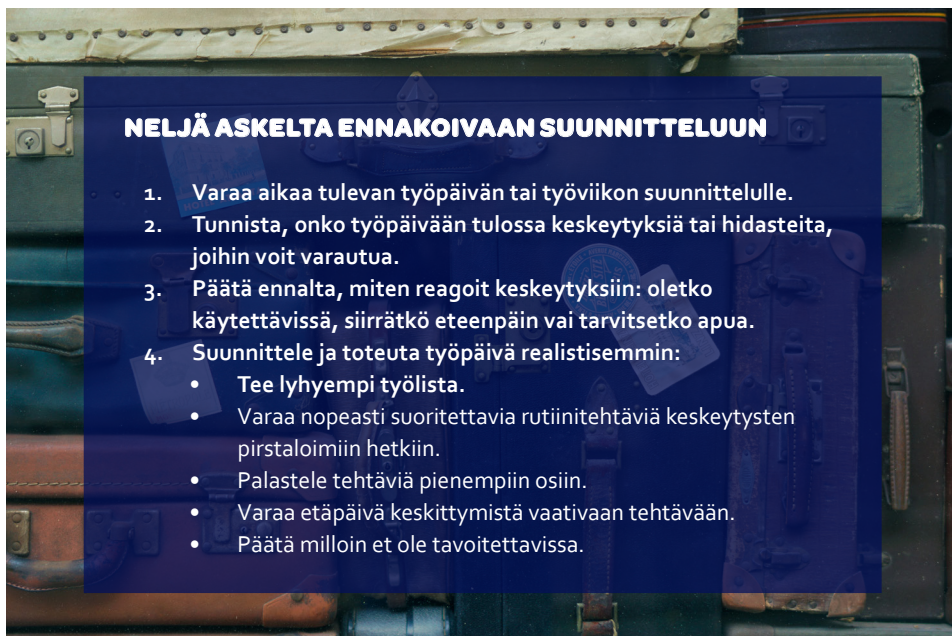 NELJÄ ASKELTA ENNAKOIVAAN SUUNNITTELUUN
1. Varaa aikaa tulevan työpäivän tai työviikon suunnittelulle.
2. Tunnista, onko työpäivään tulossa keskeytyksiä tai hidasteita,
joihin voit varautua.
3. Päätä ennalta, miten reagoit keskeytyksiin: oletko
käytettävissä, siirrätkö eteenpäin vai tarvitsetko apua.
4. Suunnittele ja toteuta työpäivä realistisemmin:
• Tee lyhyempi työlista.
• Varaa nopeasti suoritettavia rutiinitehtäviä keskeytysten
pirstaloimiin hetkiin.
• Palastele tehtäviä pienempiin osiin.
• Varaa etäpäivä keskittymistä vaativaan tehtävään.
• Päätä milloin et ole tavoitettavissa.